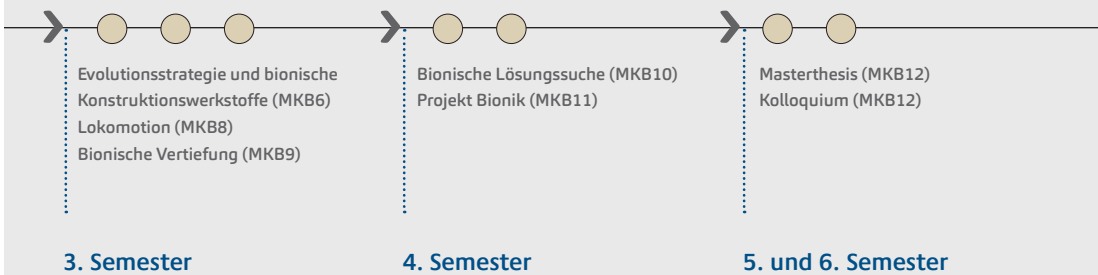 Evolutionsstrategie und bionische
Konstruktionswerkstoffe (MKB6)
Lokomotion (MKB8)
Bionische Vertiefung (MKB9)
3. Semester
Bionische Lösungssuche (MKB10)
Projekt Bionik (MKB11)
4. Semester
Masterthesis (MKB12)
Kolloquium (MKB12)
5. und 6. Semester